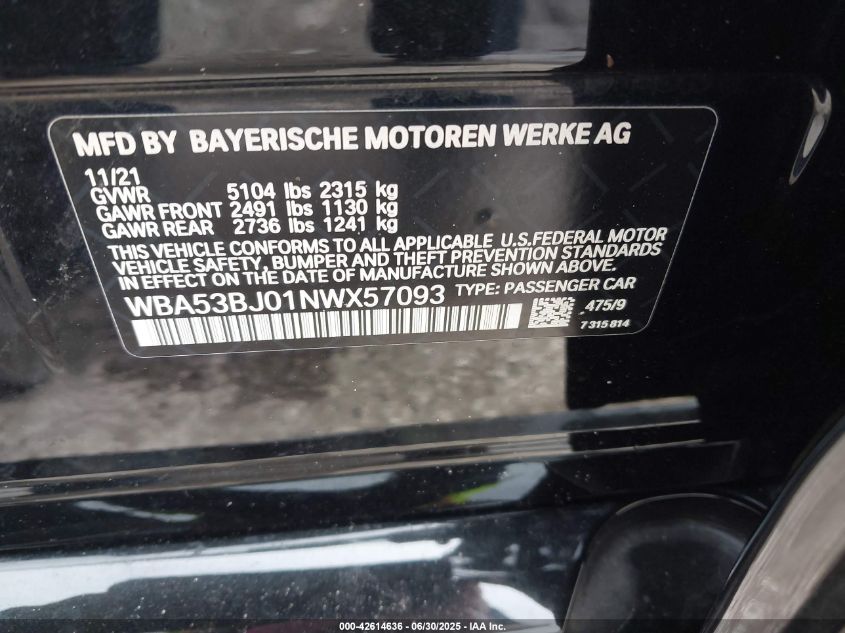 MFD BY BAYERISCHE MOTOREN WERKE AG
11/21
GVWR 5104 lbs 2315 kg
GAWR FRONT 2491 lbs 1130 kg
GAWR REAR 2736 lbs 1241 kg
THIS VEHICLE CONFORMS TO ALL APPLICABLE U.S.FEDERAL MOTOR
VEHICLE SAFETY, BUMPER AND THEFT PREVENTION STANDARDS
IN EFFECT ON THE DATE OF MANUFACTURE SHOWN ABOVE.
WBA53BJ01NWX57093 TYPE: PASSENGER CAR
475/9
7 315 814
000-42614636 - 06/30/2025 - IAA Inc.